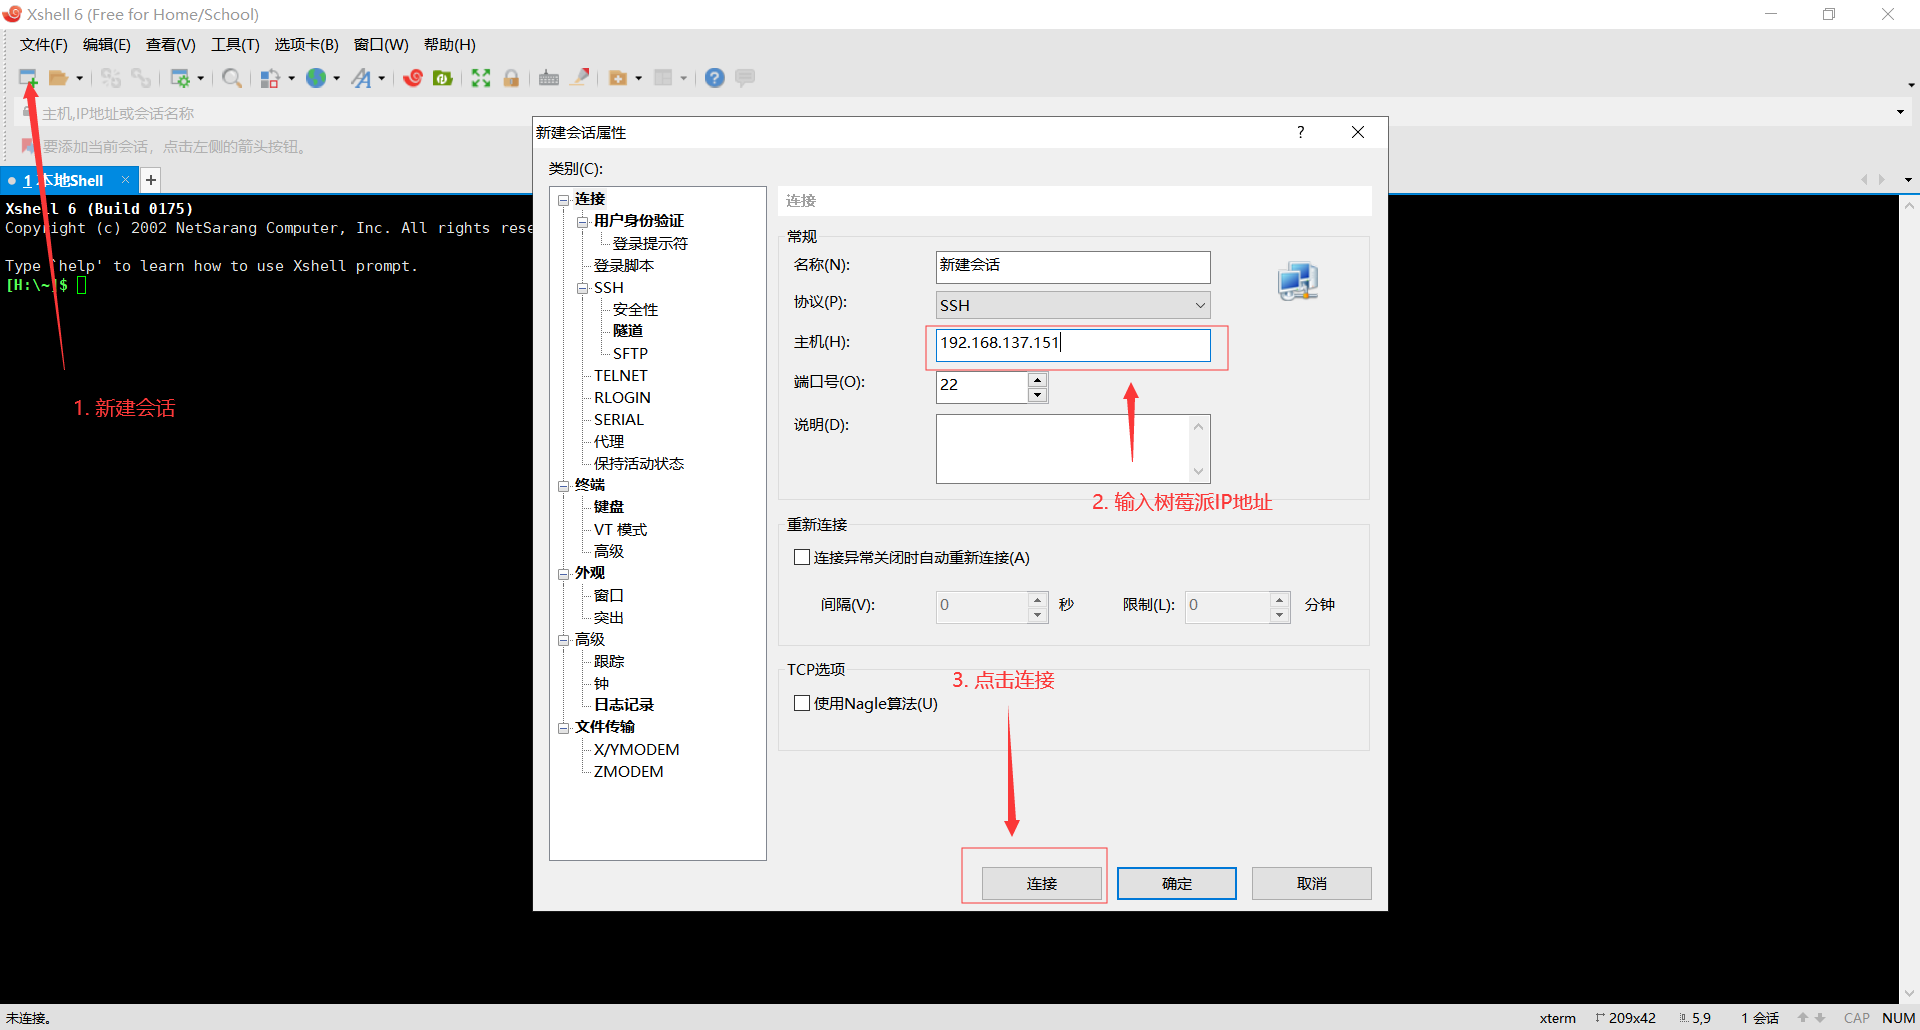 Xshell 6 (Free for Home/School)
文件(F) 编辑(E) 查看(V) 工具(T) 选项卡(B) 窗口(W) 帮助(H)
主机,IP地址或会话名称
要添加当前会话，点击左侧的箭头按钮。
1 本地Shell
Xshell 6 (Build 0175)
Copyright (c) 2002 NetSarang Computer, Inc. All rights rese
Type `help' to learn how to use Xshell prompt.
[H:\~]$
1. 新建会话
新建会话属性
类别(C):
连接
用户身份验证
登录提示符
登录脚本
SSH
安全性
隧道
SFTP
TELNET
RLOGIN
SERIAL
代理
保持活动状态
终端
键盘
VT 模式
高级
外观
窗口
突出
高级
跟踪
钟
日志记录
文件传输
X/YMODEM
ZMODEM
连接
常规
名称(N): 新建会话
协议(P): SSH
主机(H): 192.168.137.151
端口号(O): 22
说明(D):
2. 输入树莓派IP地址
重新连接
连接异常关闭时自动重新连接(A)
间隔(V): 0 秒 限制(L): 0 分钟
TCP选项
3. 点击连接
使用Nagle算法(U)
连接 确定 取消
未连接。 xterm 209x42 5,9 1 会话 CAP NUM